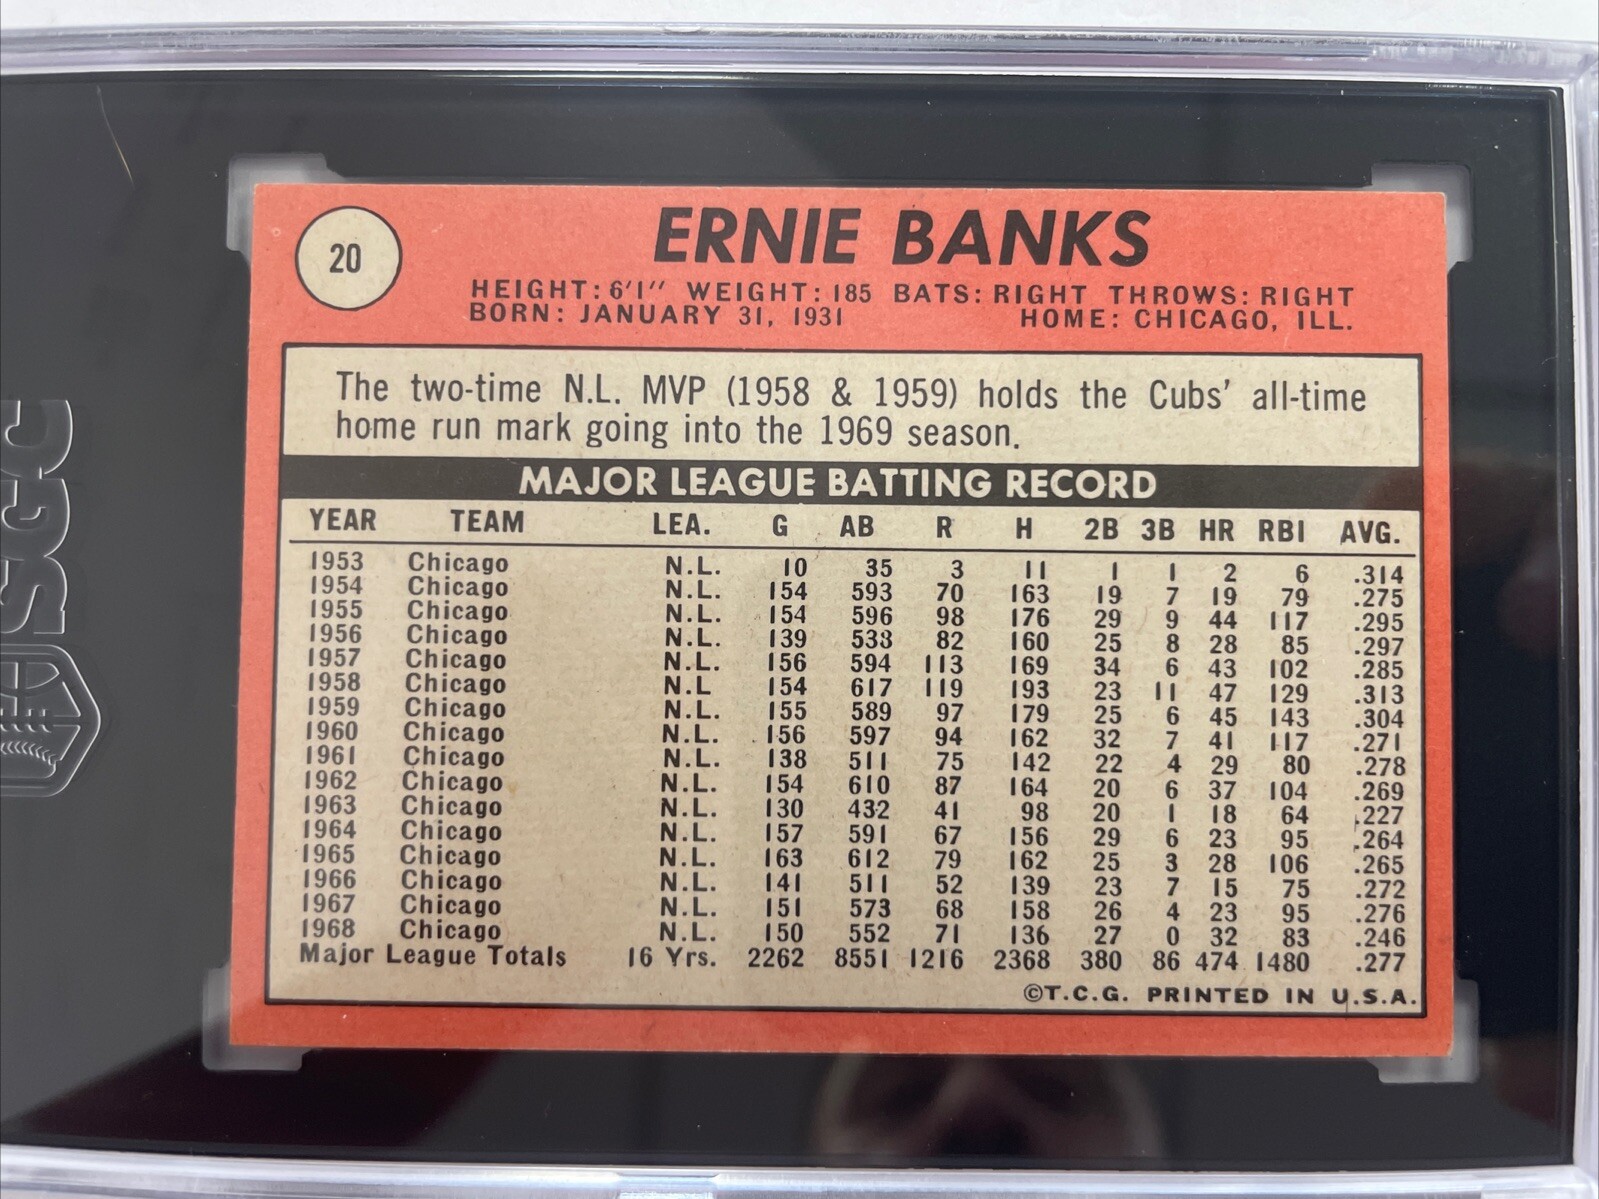 20
ERNIE BANKS
HEIGHT: 6'1" WEIGHT: 185 BATS: RIGHT THROWS: RIGHT
BORN: JANUARY 31, 1931 HOME: CHICAGO, ILL.
The two-time N.L. MVP (1958 & 1959) holds the Cubs' all-time
home run mark going into the 1969 season.
MAJOR LEAGUE BATTING RECORD
YEAR TEAM LEA. G AB R H 2B 3B HR RBI AVG.
1953 Chicago N.L. 10 35 3 11 1 1 2 6 .314
1954 Chicago N.L. 154 593 70 163 19 7 19 79 .275
1955 Chicago N.L. 154 596 98 176 29 9 44 117 .295
1956 Chicago N.L. 139 538 82 160 25 8 28 85 .297
1957 Chicago N.L. 156 594 113 169 34 6 43 102 .285
1958 Chicago N.L 154 617 119 193 23 11 47 129 .313
1959 Chicago N.L. 155 589 97 179 25 6 45 143 .304
1960 Chicago N.L. 156 597 94 162 32 7 41 117 .271
1961 Chicago N.L. 138 511 75 142 22 4 29 80 .278
1962 Chicago N.L. 154 610 87 164 20 6 37 104 .269
1963 Chicago N.L. 130 432 41 98 20 1 18 64 .227
1964 Chicago N.L. 157 591 67 156 29 6 23 95 .264
1965 Chicago N.L. 163 612 79 162 25 3 28 106 .265
1966 Chicago N.L. 141 511 52 139 23 7 15 75 .272
1967 Chicago N.L. 151 573 68 158 26 4 23 95 .276
1968 Chicago N.L. 150 552 71 136 27 0 32 83 .246
Major League Totals 16 Yrs. 2262 8551 1216 2368 380 86 474 1480 .277
©T.C.G. PRINTED IN U.S.A.
SGC